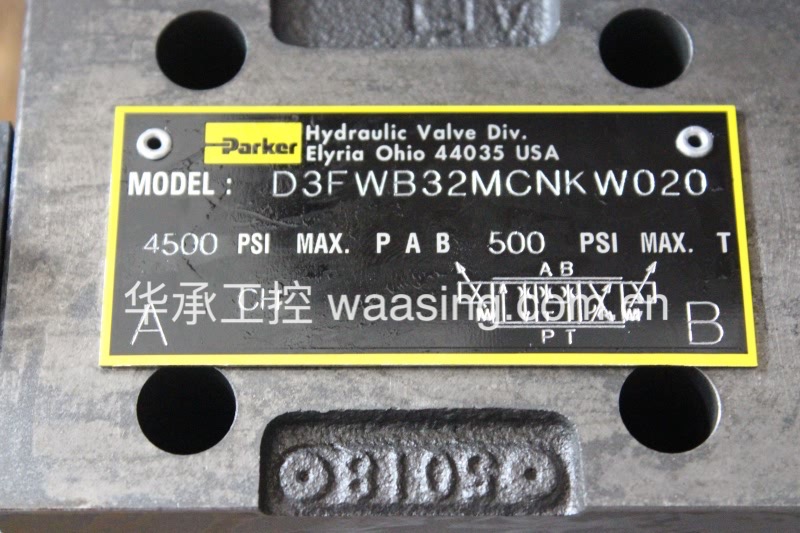 Parker Hydraulic Valve Div.
Elyria Ohio 44035 USA
MODEL: D3FWB32MCNKW020
4500 PSI MAX. P A B 500 PSI MAX. T
A B
华承工控 waasing.com.cn
A B
P T